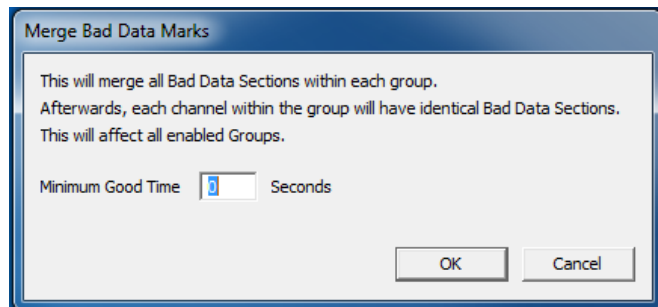 Merge Bad Data Marks
This will merge all Bad Data Sections within each group.
Afterwards, each channel within the group will have identical Bad Data Sections.
This will affect all enabled Groups.
Minimum Good Time 0 Seconds
OK Cancel